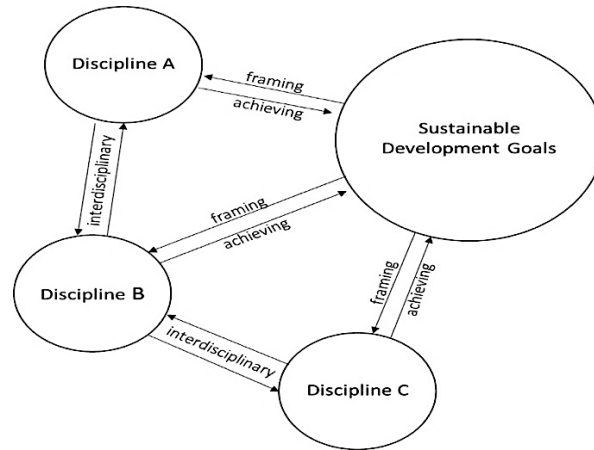 Discipline A
framing
achieving
Sustainable
Development Goals
interdisciplinary
framing
achieving
Discipline B
framing
achieving
interdisciplinary
Discipline C